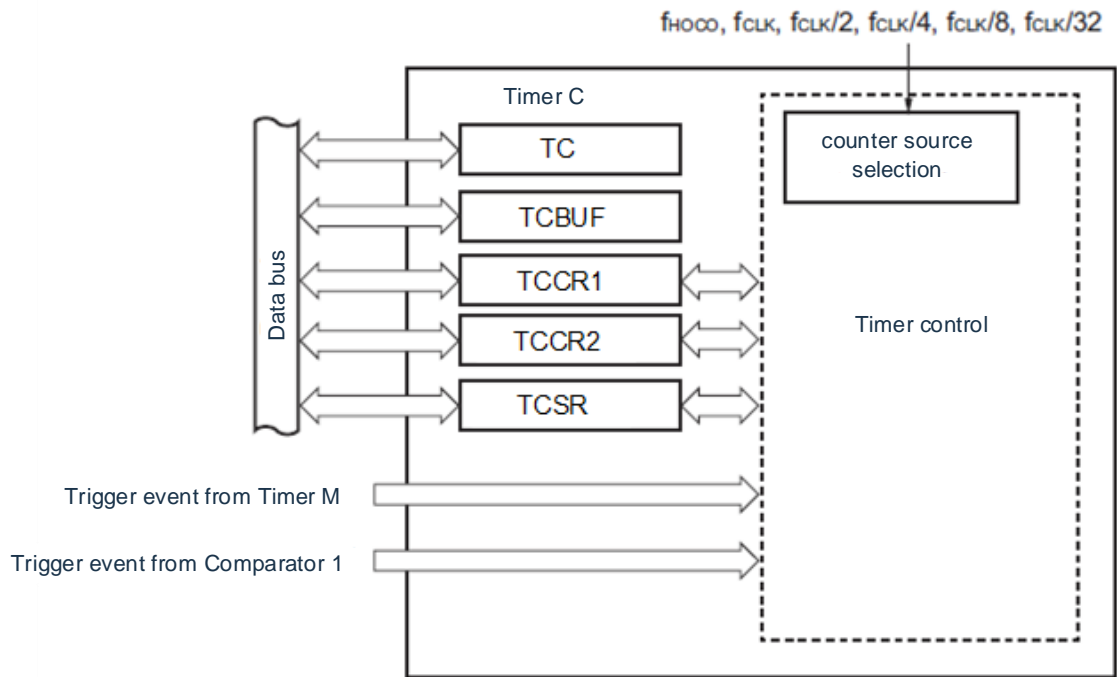 fHOCO, fCLK, fCLK/2, fCLK/4, fCLK/8, fCLK/32
Timer C
counter source
selection
TC
TCBUF
TCCR1
TCCR2
TCSR
Data bus
Timer control
Trigger event from Timer M
Trigger event from Comparator 1